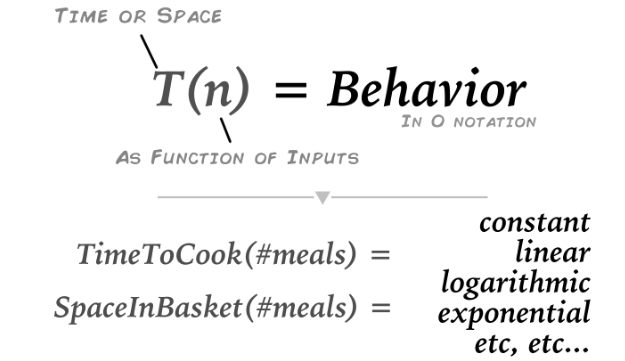 Time or Space
T(n) = Behavior
In O notation
As Function of Inputs
constant
linear
TimeToCook(#meals) =
logarithmic
SpaceInBasket(#meals) =
exponential
etc, etc...